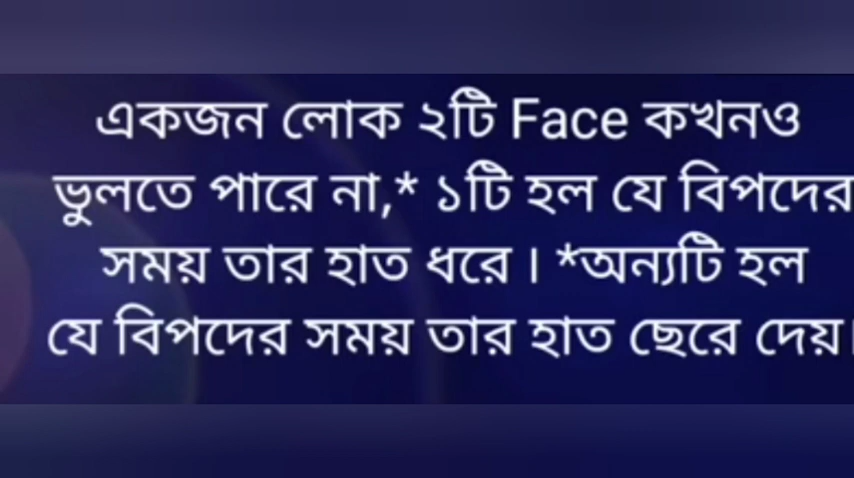 একজন লোক ২টি Face কখনও
ভুলতে পারে না,* ১টি হল যে বিপদের
সময় তার হাত ধরে। *অন্যটি হল
যে বিপদের সময় তার হাত ছেরে দেয়।